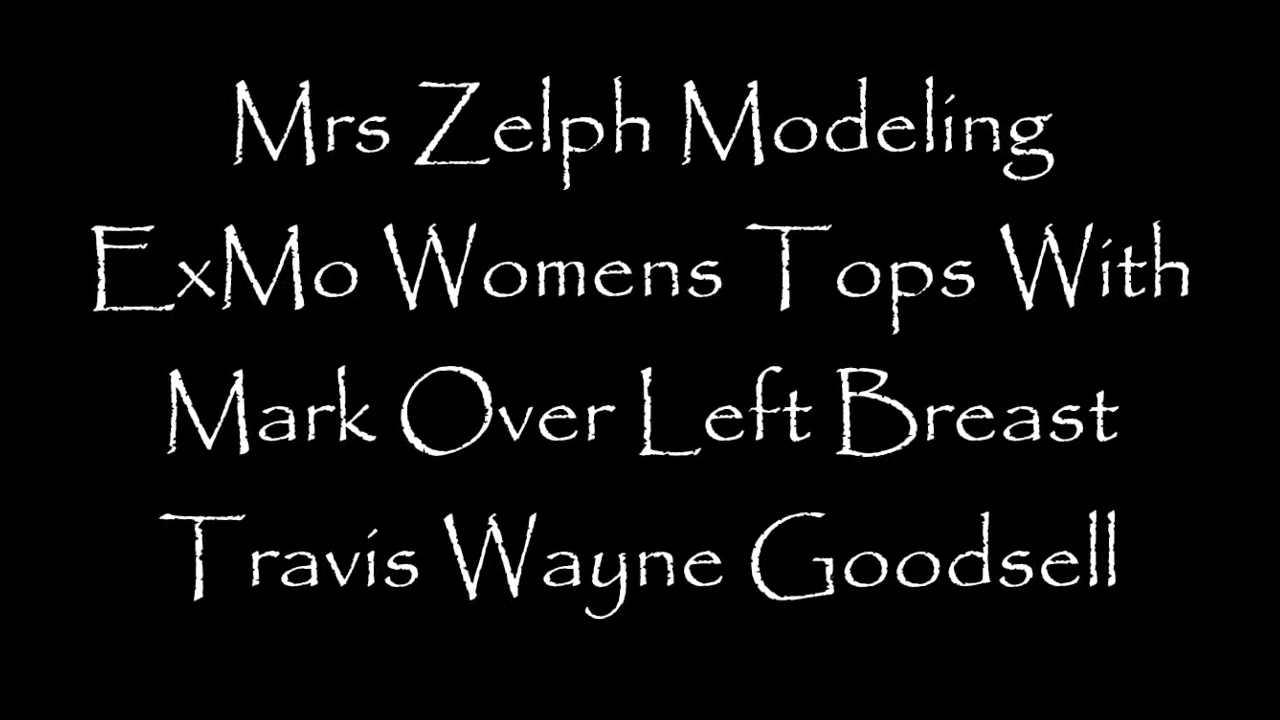 Mrs Zelph Modeling
ExMo Womens Tops With
Mark Over Left Breast
Travis Wayne Goodsell